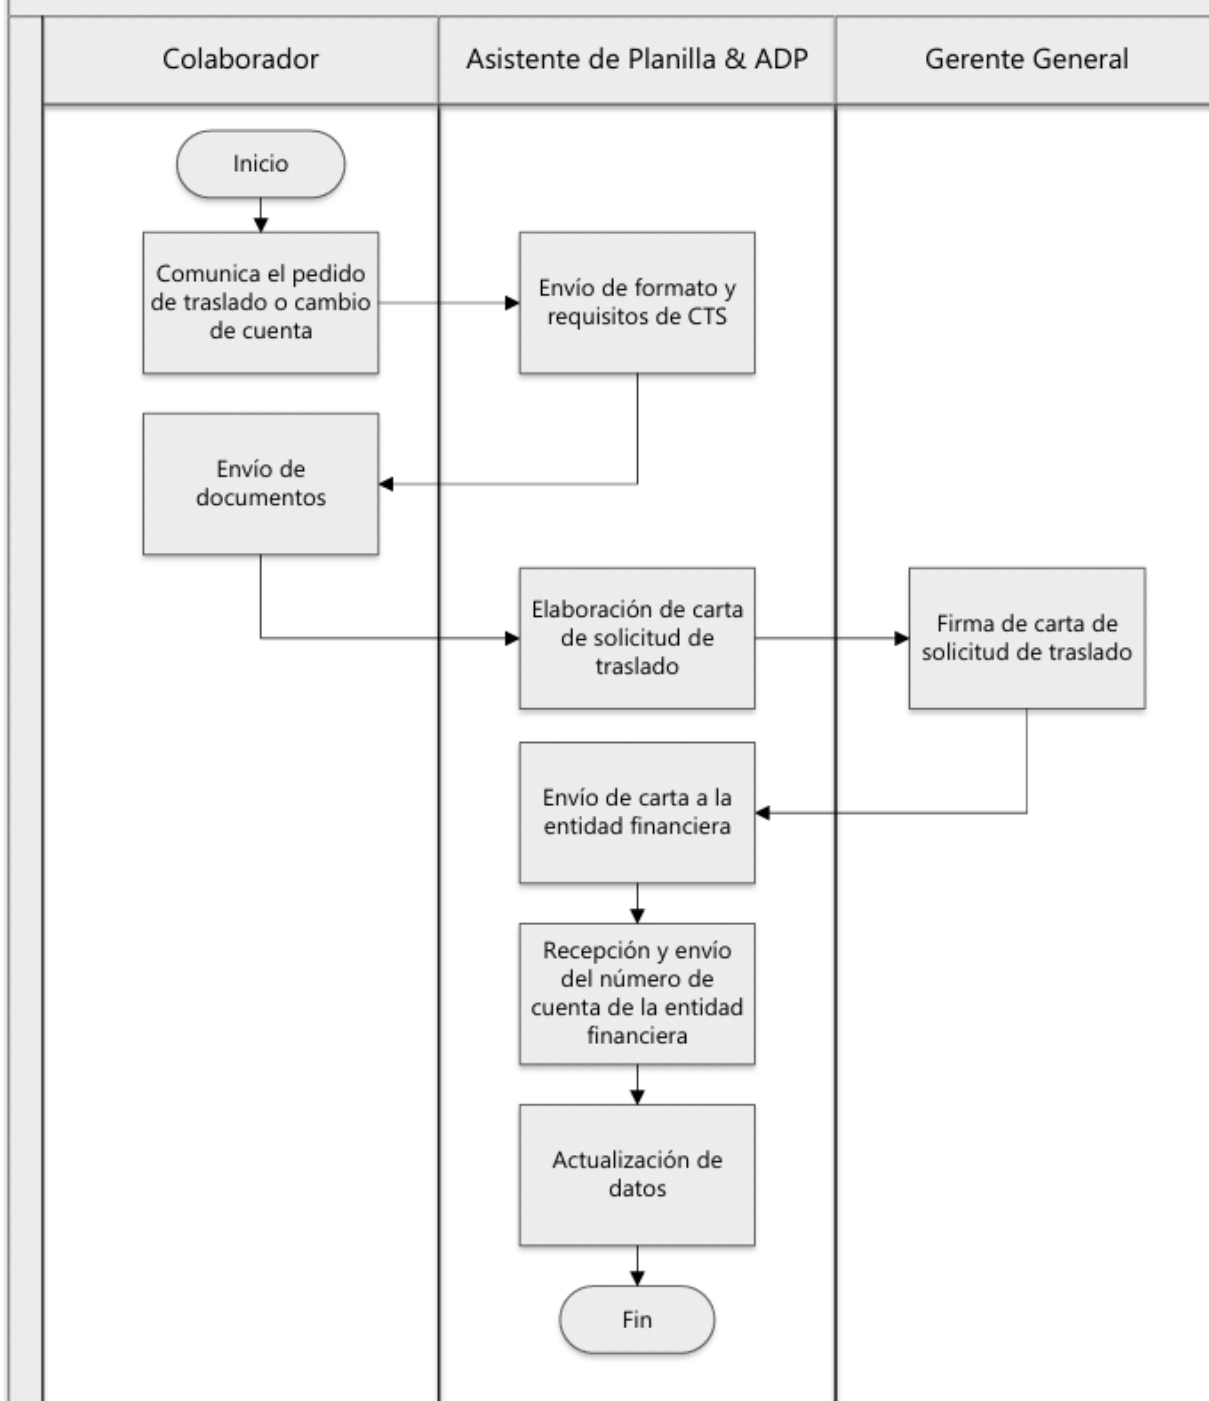 Colaborador
Asistente de Planilla & ADP
Gerente General
Inicio
Comunica el pedido
de traslado o cambio
de cuenta
Envío de formato y
requisitos de CTS
Envío de
documentos
Elaboración de carta
de solicitud de
traslado
Firma de carta de
solicitud de traslado
Envío de carta a la
entidad financiera
Recepción y envío
del número de
cuenta de la entidad
financiera
Actualización de
datos
Fin